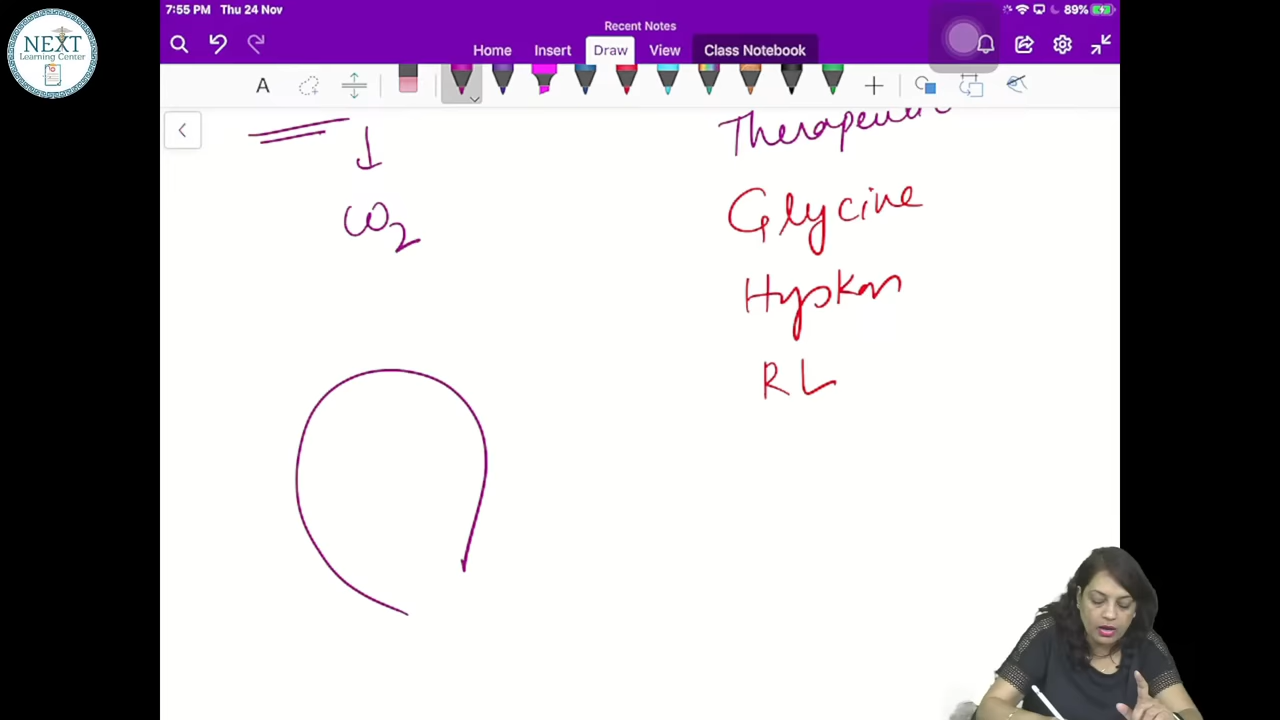 7:55 PM Thu 24 Nov
89%
Recent Notes
NEXT
Learning Center
Home Insert Draw View Class Notebook
A
CO2
Glycine
Hyskon
RL